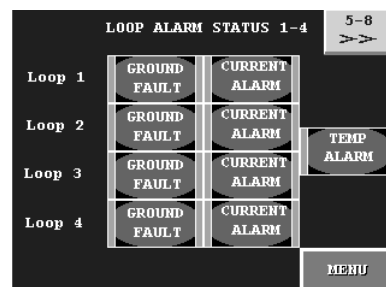 LOOP ALARM STATUS 1-4
5-8
>>
Loop 1
GROUND
FAULT
CURRENT
ALARM
Loop 2
GROUND
FAULT
CURRENT
ALARM
TEMP
ALARM
Loop 3
GROUND
FAULT
CURRENT
ALARM
Loop 4
GROUND
FAULT
CURRENT
ALARM
MENU